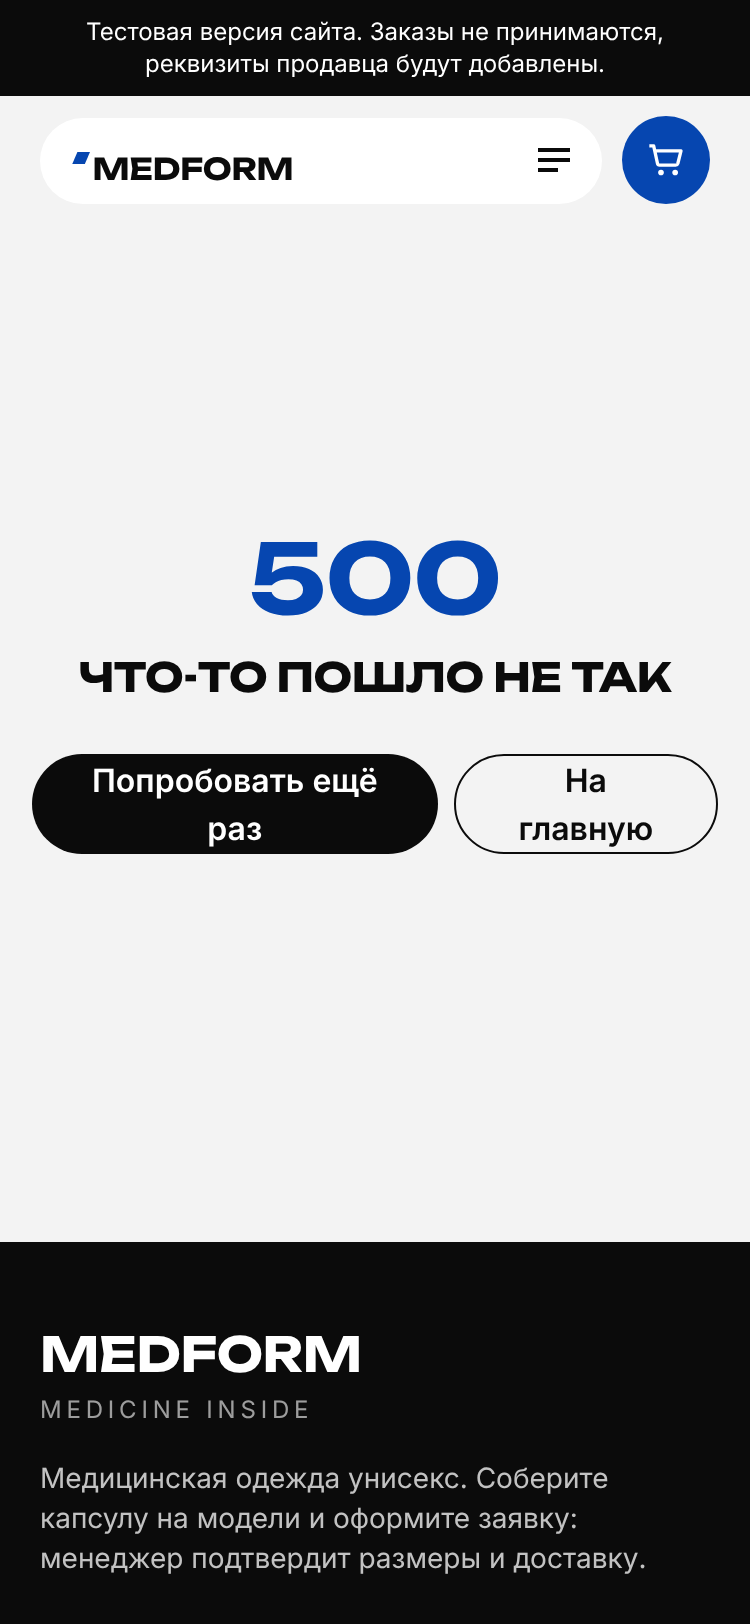 Тестовая версия сайта. Заказы не принимаются,
реквизиты продавца будут добавлены.
MEDFORM
500
ЧТО-ТО ПОШЛО НЕ ТАК
Попробовать ещё
раз
На
главную
MEDFORM
MEDICINE INSIDE
Медицинская одежда унисекс. Соберите
капсулу на модели и оформите заявку:
менеджер подтвердит размеры и доставку.